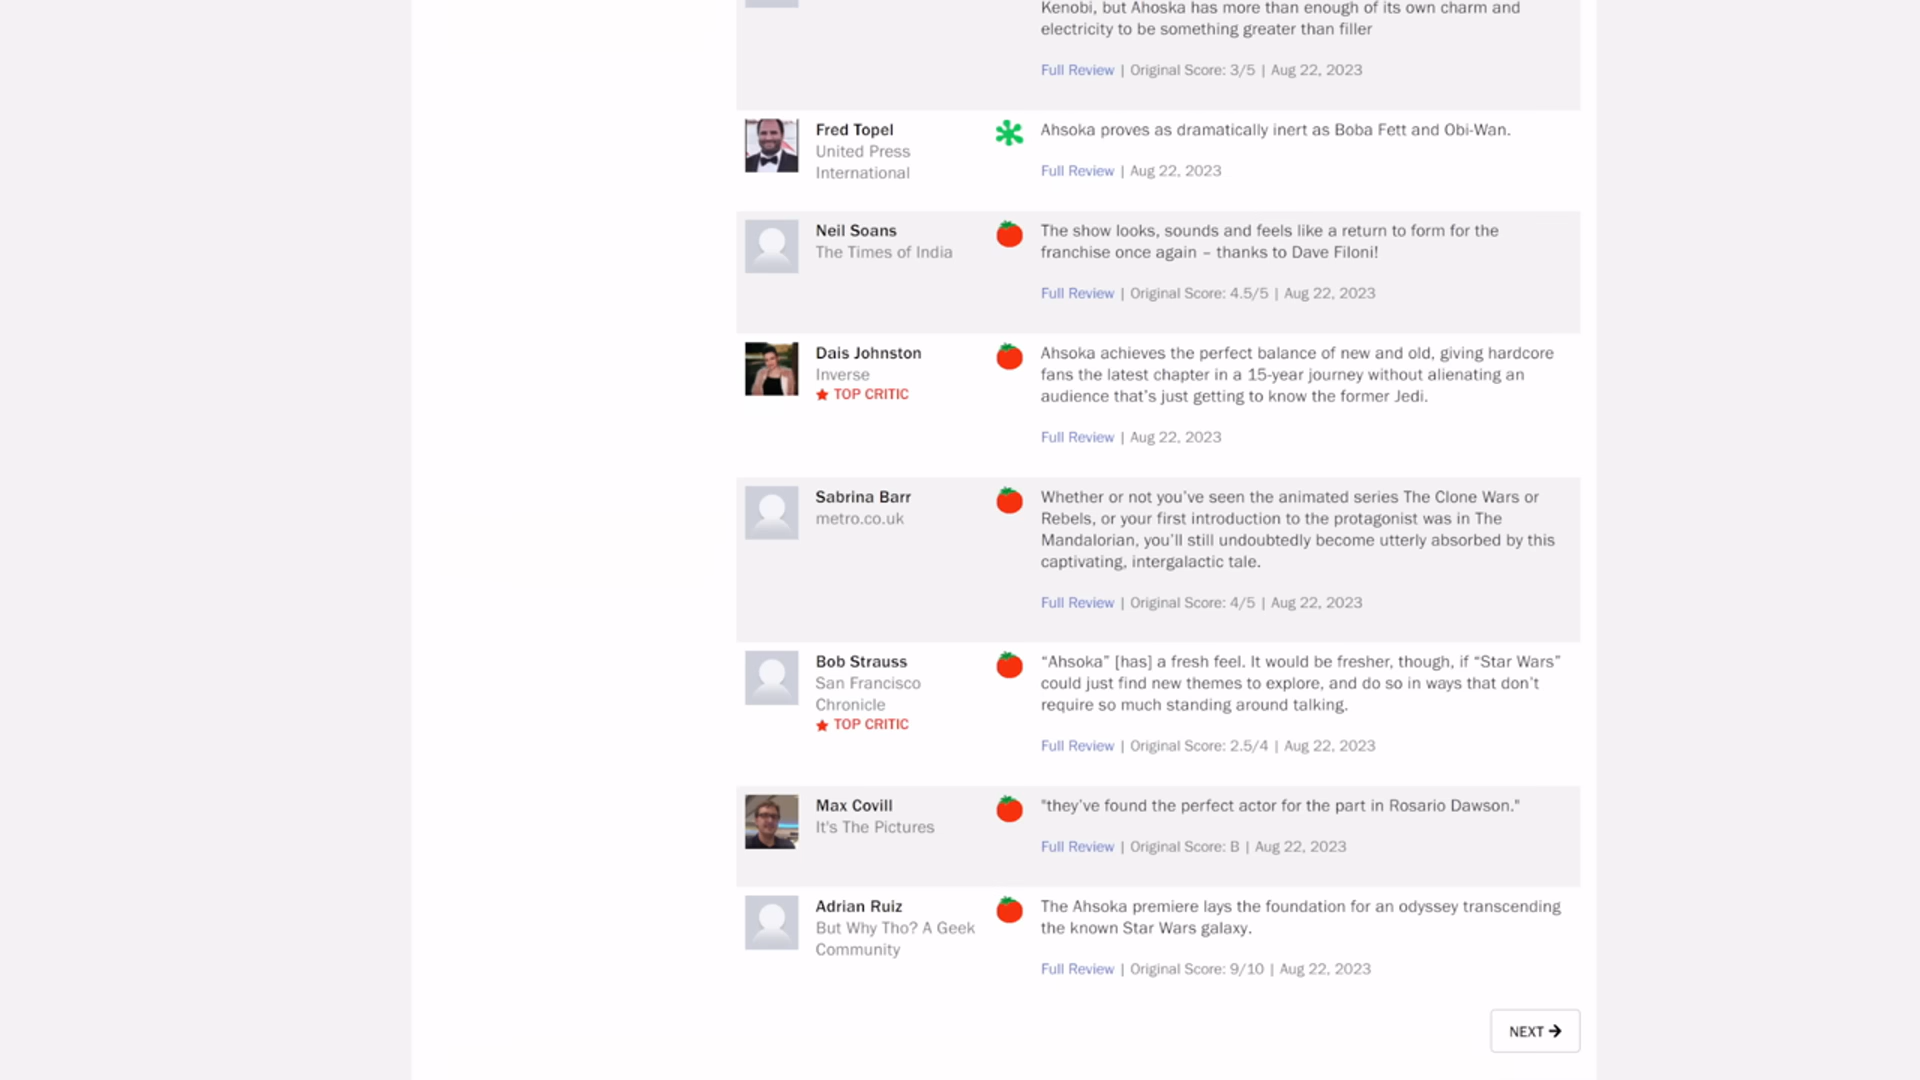 Kenobi, but Ahoska has more than enough of its own charm and
electricity to be something greater than filler
Full Review | Original Score: 3/5 | Aug 22, 2023
Fred Topel
United Press
International
Ahsoka proves as dramatically inert as Boba Fett and Obi-Wan.
Full Review | Aug 22, 2023
Neil Soans
The Times of India
The show looks, sounds and feels like a return to form for the
franchise once again – thanks to Dave Filoni!
Full Review | Original Score: 4.5/5 | Aug 22, 2023
Dais Johnston
Inverse
TOP CRITIC
Ahsoka achieves the perfect balance of new and old, giving hardcore
fans the latest chapter in a 15-year journey without alienating an
audience that's just getting to know the former Jedi.
Full Review | Aug 22, 2023
Sabrina Barr
metro.co.uk
Whether or not you've seen the animated series The Clone Wars or
Rebels, or your first introduction to the protagonist was in The
Mandalorian, you'll still undoubtedly become utterly absorbed by this
captivating, intergalactic tale.
Full Review | Original Score: 4/5 | Aug 22, 2023
Bob Strauss
San Francisco
Chronicle
TOP CRITIC
“Ahsoka” [has] a fresh feel. It would be fresher, though, if “Star Wars”
could just find new themes to explore, and do so in ways that don't
require so much standing around talking.
Full Review | Original Score: 2.5/4 | Aug 22, 2023
Max Covill
It's The Pictures
"they've found the perfect actor for the part in Rosario Dawson."
Full Review | Original Score: B | Aug 22, 2023
Adrian Ruiz
But Why Tho? A Geek
Community
The Ahsoka premiere lays the foundation for an odyssey transcending
the known Star Wars galaxy.
Full Review | Original Score: 9/10 | Aug 22, 2023
NEXT